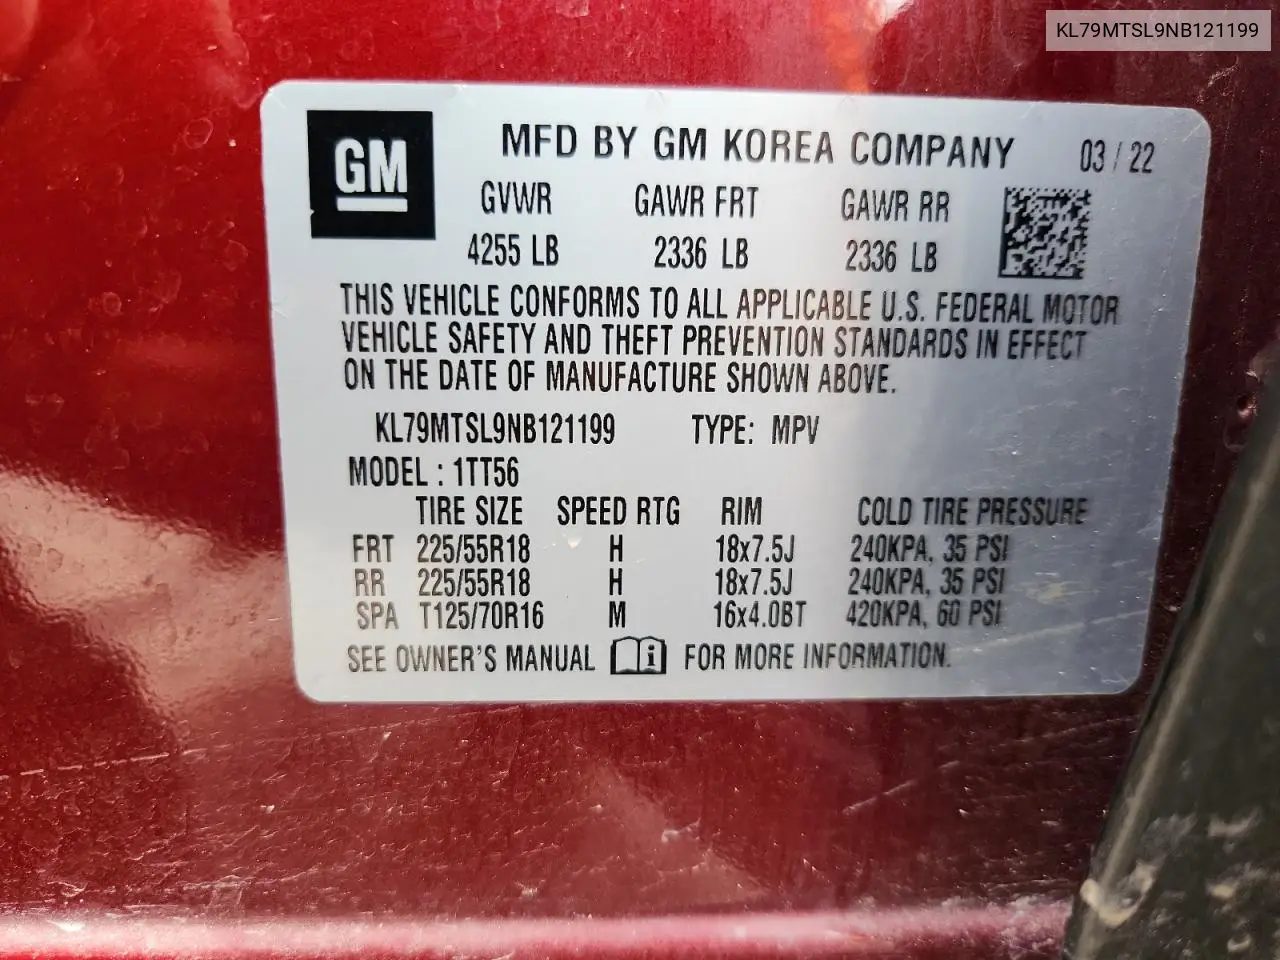 KL79MTSL9NB121199
GM
MFD BY GM KOREA COMPANY 03 / 22
GVWR GAWR FRT GAWR RR
4255 LB 2336 LB 2336 LB
THIS VEHICLE CONFORMS TO ALL APPLICABLE U.S. FEDERAL MOTOR
VEHICLE SAFETY AND THEFT PREVENTION STANDARDS IN EFFECT
ON THE DATE OF MANUFACTURE SHOWN ABOVE.
KL79MTSL9NB121199 TYPE: MPV
MODEL : 1TT56
TIRE SIZE SPEED RTG RIM COLD TIRE PRESSURE
FRT 225/55R18 H 18x7.5J 240KPA, 35 PSI
RR 225/55R18 H 18x7.5J 240KPA, 35 PSI
SPA T125/70R16 M 16x4.0BT 420KPA, 60 PSI
SEE OWNER'S MANUAL i FOR MORE INFORMATION.